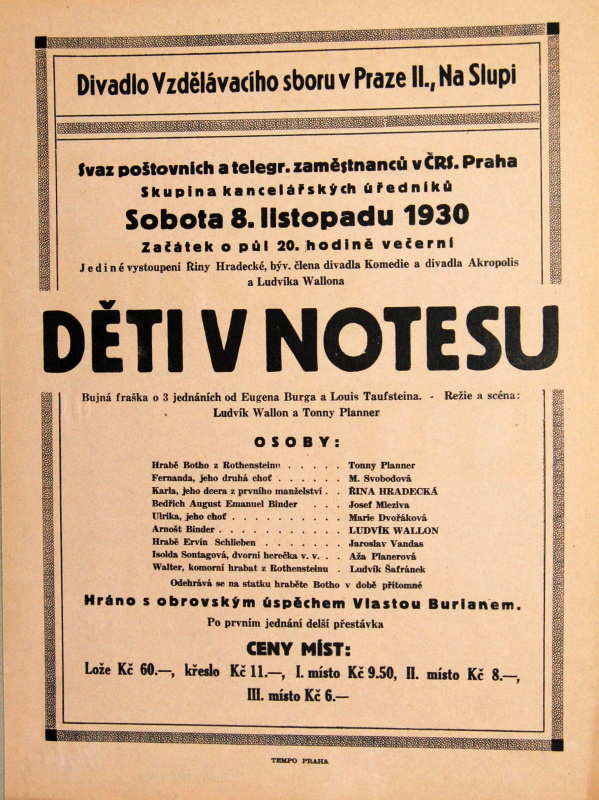 Divadlo Vzdělávacího sboru v Praze II., Na Slupi
Svaz poštovních a telegr. zaměstnanců v ČRS. Praha
Skupina kancelářských úředníků
Sobota 8. listopadu 1930
Začátek o půl 20. hodině večerní
Jediné vystoupení Řiny Hradecké, býv. člena divadla Komedie a divadla Akropolis
a Ludvíka Wallona
DĚTI V NOTESU
Bujná fraška o 3 jednáních od Eugena Burga a Louis Taufsteina. - Režie a scéna:
Ludvík Wallon a Tonny Planner
OSOBY:
Hrabě Botho z Rothensteinu . . . . . Tonny Planner
Fernanda, jeho druhá choť . . . . . M. Svobodová
Karla, jeho dcera z prvního manželství . . ŘINA HRADECKÁ
Bedřich August Emanuel Binder . . . Josef Mleziva
Ulrika, jeho choť . . . . . . . . . Marie Dvořáková
Arnošt Binder . . . . . . . . . . LUDVÍK WALLON
Hrabě Ervín Schlieben . . . . . . Jaroslav Vandas
Isolda Sontagová, dvorní herečka v. v. . . Aža Planerová
Walter, komorní hrabat z Rothensteinu . Ludvík Šafránek
Odehrává se na statku hraběte Botho v době přítomné
Hráno s obrovským úspěchem Vlastou Burianem.
Po prvním jednání delší přestávka
CENY MÍST:
Lože Kč 60.—, křeslo Kč 11.—, I. místo Kč 9.50, II. místo Kč 8.—,
III. místo Kč 6.—
TEMPO PRAHA